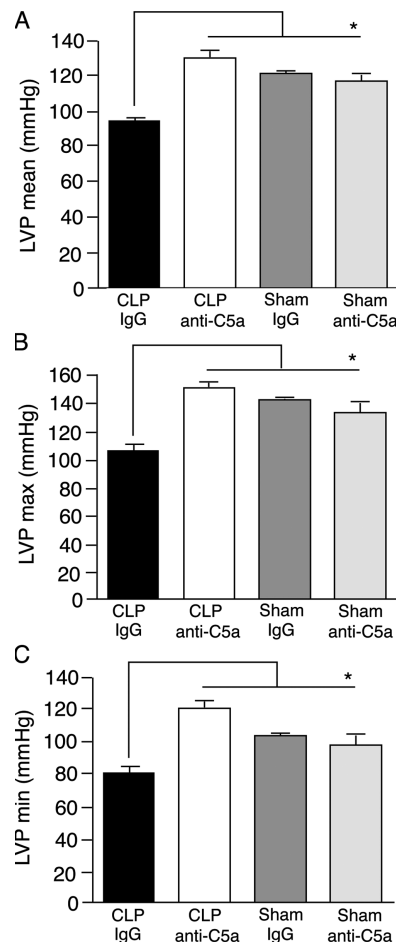 A
*
LVP mean (mmHg)
140
120
100
80
60
40
20
0
CLP IgG
CLP anti-C5a
Sham IgG
Sham anti-C5a
B
*
LVP max (mmHg)
160
140
120
100
80
60
40
20
0
CLP IgG
CLP anti-C5a
Sham IgG
Sham anti-C5a
C
*
LVP min (mmHg)
140
120
100
80
60
40
20
0
CLP IgG
CLP anti-C5a
Sham IgG
Sham anti-C5a